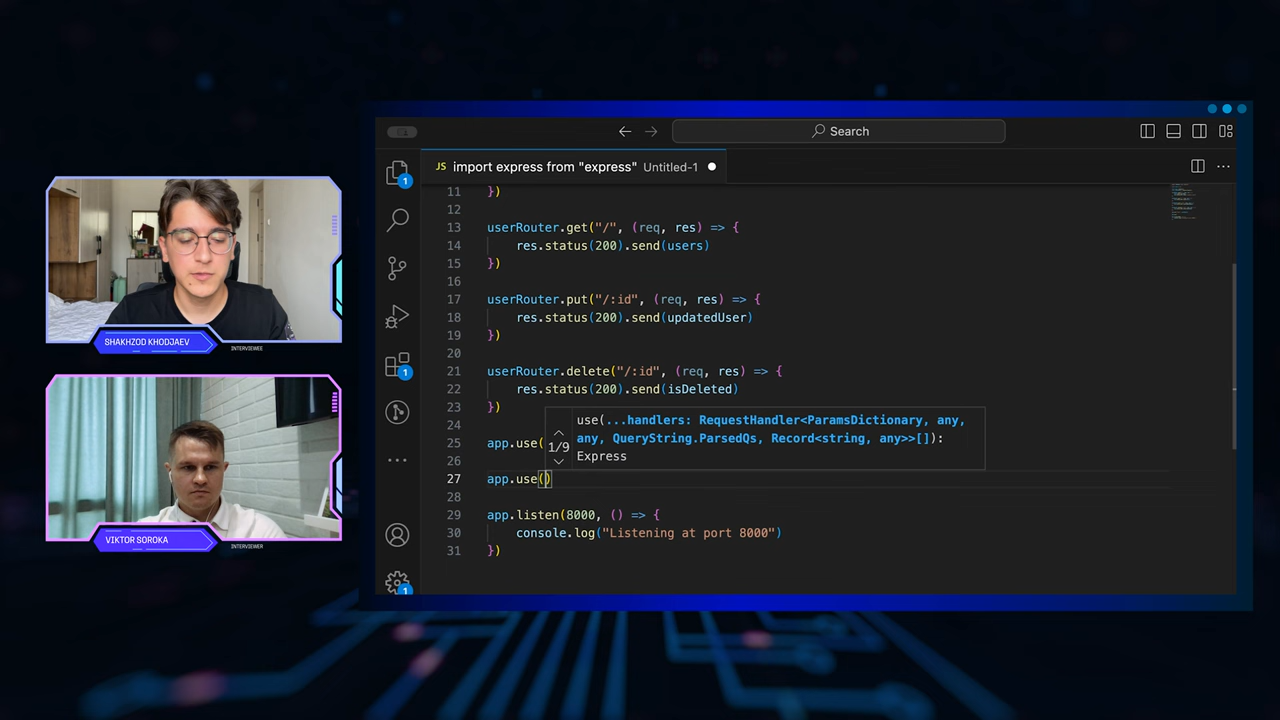 Search
JS import express from "express" Untitled-1
1
SHAKHZOD KHODJAEV
INTERVIEWEE
VIKTOR SOROKA
INTERVIEWER
11 })
12
13 userRouter.get("/", (req, res) => {
14 res.status(200).send(users)
15 })
16
17 userRouter.put("/:id", (req, res) => {
18 res.status(200).send(updatedUser)
19 })
20
21 userRouter.delete("/:id", (req, res) => {
22 res.status(200).send(isDeleted)
1
23 })
24
use(...handlers: RequestHandler<ParamsDictionary, any,
1/9 any, QueryString.ParsedQs, Record<string, any>>[]):
Express
25 app.use(
26
27 app.use()
28
29 app.listen(8000, () => {
30 console.log("Listening at port 8000")
31 })
1